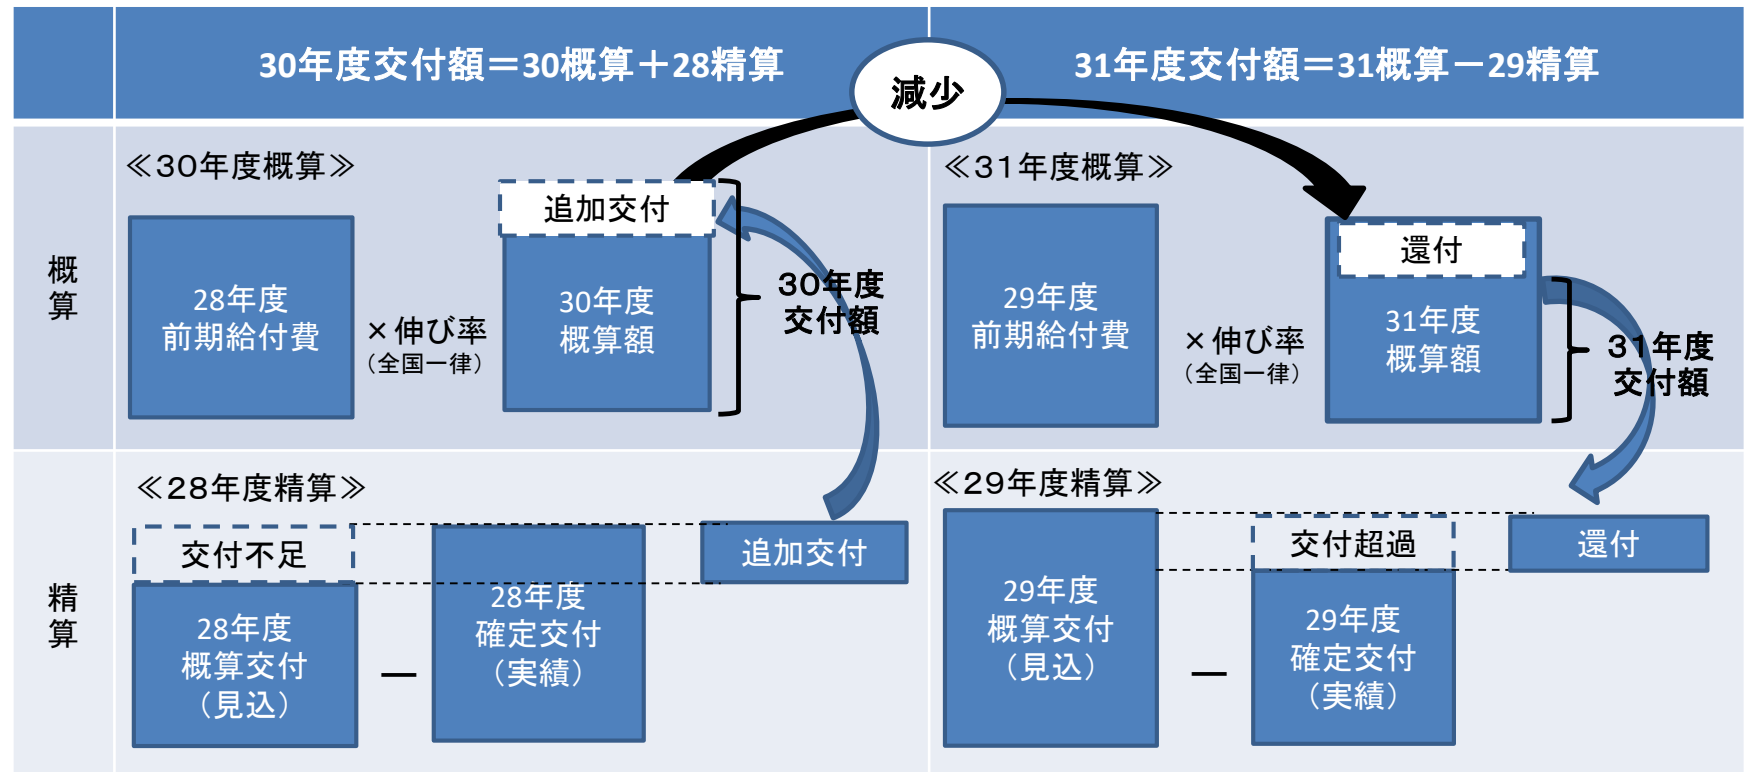 30年度交付額＝30概算＋28精算
31年度交付額＝31概算－29精算
減少
概算
≪30年度概算≫
28年度
前期給付費
×伸び率
（全国一律）
追加交付
30年度
概算額
30年度
交付額
≪31年度概算≫
29年度
前期給付費
×伸び率
（全国一律）
還付
31年度
概算額
31年度
交付額
精算
≪28年度精算≫
交付不足
28年度
概算交付
（見込）
－
28年度
確定交付
（実績）
追加交付
≪29年度精算≫
29年度
概算交付
（見込）
－
交付超過
29年度
確定交付
（実績）
還付